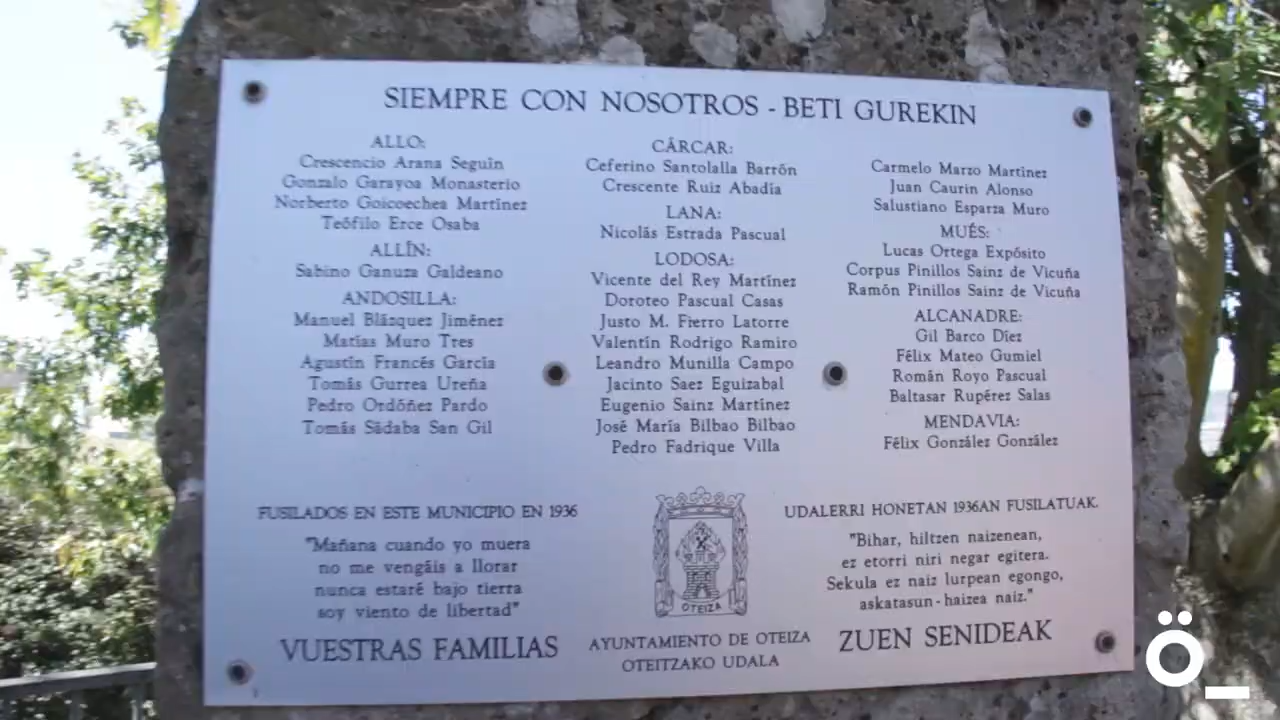 SIEMPRE CON NOSOTROS - BETI GUREKIN
ALLO:
Crescencio Arana Seguín
Gonzalo Garayoa Monasterio
Norberto Goicoechea Martínez
Teófilo Erce Osaba
ALLÍN:
Sabino Ganuza Galdeano
ANDOSILLA:
Manuel Blázquez Jiménez
Matías Muro Tres
Agustín Francés García
Tomás Gurrea Ureña
Pedro Ordóñez Pardo
Tomás Sádaba San Gil
CÁRCAR:
Ceferino Santolalla Barrón
Crescente Ruiz Abadía
LANA:
Nicolás Estrada Pascual
LODOSA:
Vicente del Rey Martínez
Doroteo Pascual Casas
Justo M. Fierro Latorre
Valentín Rodrigo Ramiro
Leandro Munilla Campo
Jacinto Saez Eguizabal
Eugenio Sainz Martínez
José María Bilbao Bilbao
Pedro Fadrique Villa
Carmelo Marzo Martínez
Juan Caurin Alonso
Salustiano Esparza Muro
MUÉS:
Lucas Ortega Expósito
Corpus Pinillos Sainz de Vicuña
Ramón Pinillos Sainz de Vicuña
ALCANADRE:
Gil Barco Díez
Félix Mateo Gumiel
Román Royo Pascual
Baltasar Rupérez Salas
MENDAVIA:
Félix González González
FUSILADOS EN ESTE MUNICIPIO EN 1936
"Mañana cuando yo muera
no me vengáis a llorar
nunca estaré bajo tierra
soy viento de libertad"
VUESTRAS FAMILIAS
OTEIZA
AYUNTAMIENTO DE OTEIZA
OTEITZAKO UDALA
UDALERRI HONETAN 1936AN FUSILATUAK.
"Bihar, hiltzen naizenean,
ez etorri niri negar egitera.
Sekula ez naiz lurpean egongo,
askatasun-haizea naiz."
ZUEN SENIDEAK
Ö_